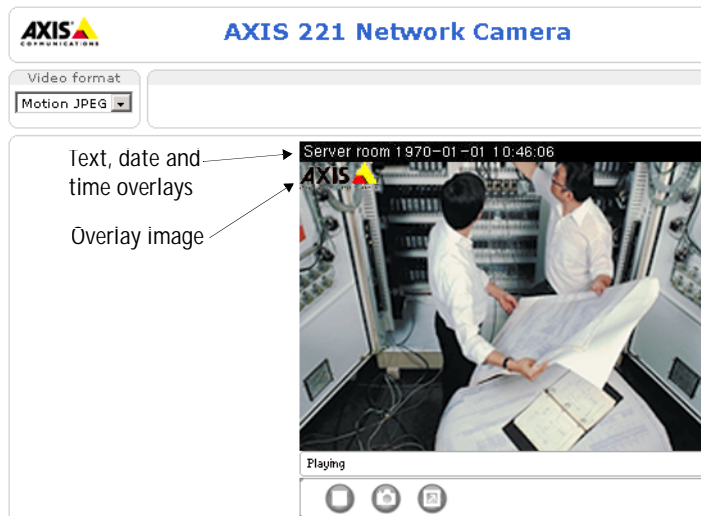 AXIS
COMMUNICATIONS
AXIS 221 Network Camera
Video format
Motion JPEG
Text, date and
time overlays
Overlay image
Server room 1970-01-01 10:46:06
AXIS
Playing